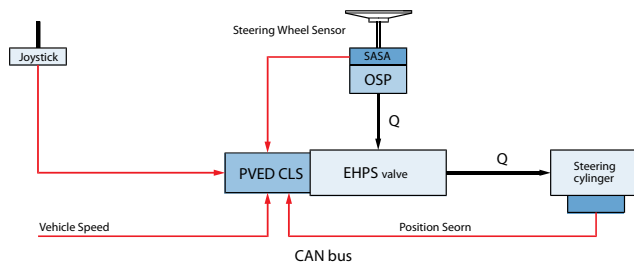 Steering Wheel Sensor
Joystick
SASA
OSP
Q
PVED CLS
EHPS valve
Q
Steering
cylinger
Vehicle Speed
Position Seorn
CAN bus